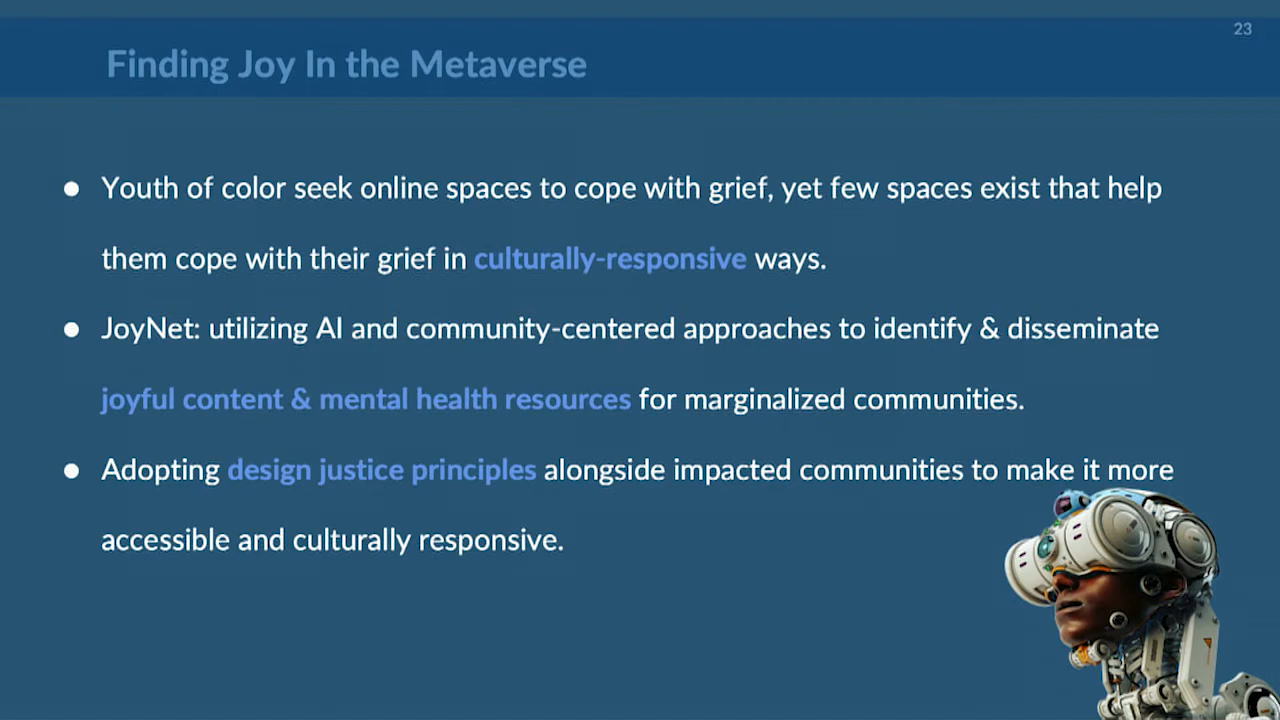 23
Finding Joy In the Metaverse
● Youth of color seek online spaces to cope with grief, yet few spaces exist that help
them cope with their grief in culturally-responsive ways.
● JoyNet: utilizing AI and community-centered approaches to identify & disseminate
joyful content & mental health resources for marginalized communities.
● Adopting design justice principles alongside impacted communities to make it more
accessible and culturally responsive.